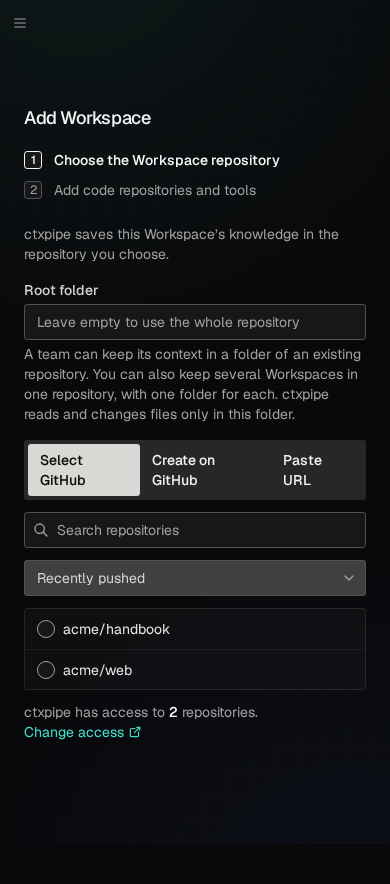 Add Workspace
1 Choose the Workspace repository
2 Add code repositories and tools
ctxpipe saves this Workspace's knowledge in the
repository you choose.
Root folder
Leave empty to use the whole repository
A team can keep its context in a folder of an existing
repository. You can also keep several Workspaces in
one repository, with one folder for each. ctxpipe
reads and changes files only in this folder.
Select
GitHub
Create on
GitHub
Paste
URL
Search repositories
Recently pushed
acme/handbook
acme/web
ctxpipe has access to 2 repositories.
Change access